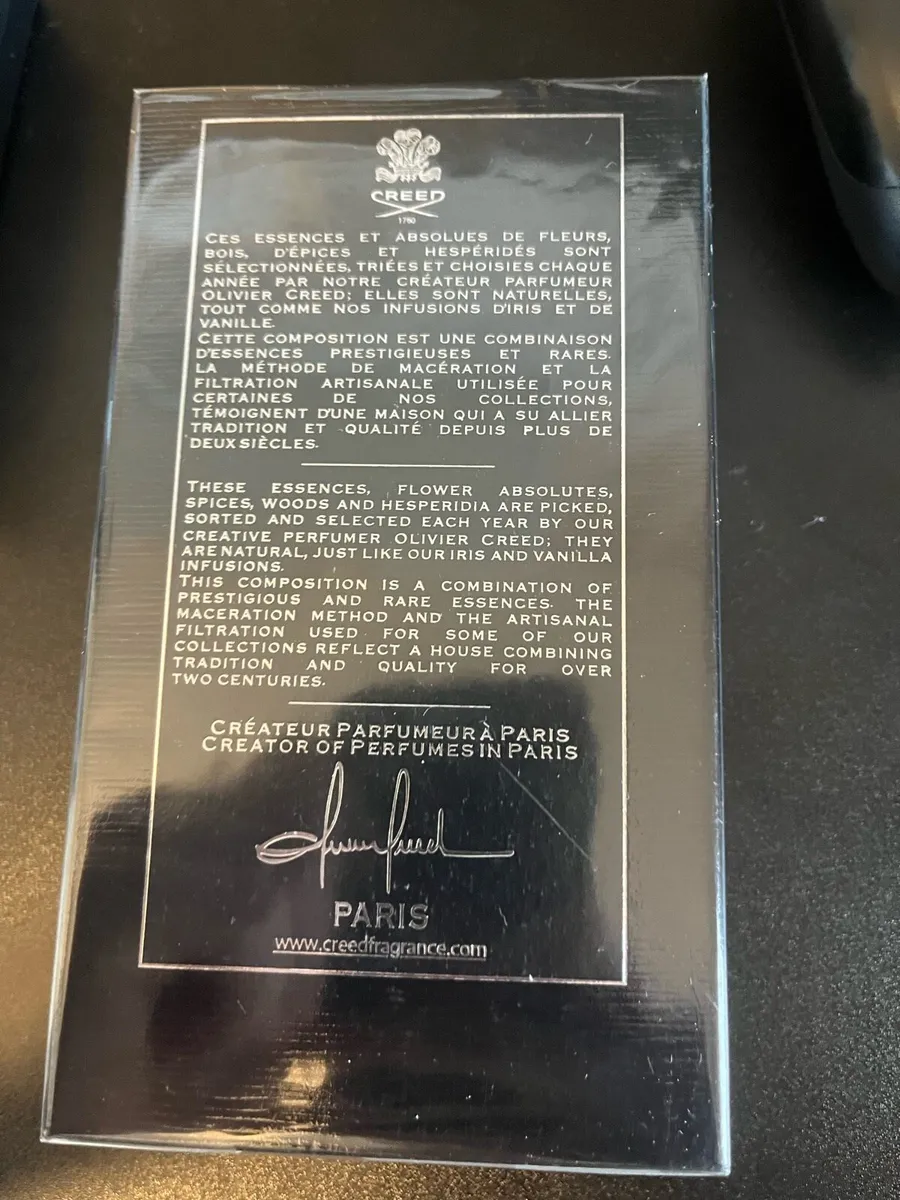 CREED
1760
CES ESSENCES ET ABSOLUES DE FLEURS,
BOIS, D'ÉPICES ET HESPÉRIDÉS SONT
SÉLECTIONNÉES, TRIÉES ET CHOISIES CHAQUE
ANNÉE PAR NOTRE CRÉATEUR PARFUMEUR
OLIVIER CREED; ELLES SONT NATURELLES,
TOUT COMME NOS INFUSIONS D'IRIS ET DE
VANILLE.
CETTE COMPOSITION EST UNE COMBINAISON
D'ESSENCES PRESTIGIEUSES ET RARES.
LA MÉTHODE DE MACÉRATION ET LA
FILTRATION ARTISANALE UTILISÉE POUR
CERTAINES DE NOS COLLECTIONS,
TÉMOIGNENT D'UNE MAISON QUI A SU ALLIER
TRADITION ET QUALITÉ DEPUIS PLUS DE
DEUX SIÈCLES.
THESE ESSENCES, FLOWER ABSOLUTES,
SPICES, WOODS AND HESPERIDIA ARE PICKED,
SORTED AND SELECTED EACH YEAR BY OUR
CREATIVE PERFUMER OLIVIER CREED; THEY
ARE NATURAL, JUST LIKE OUR IRIS AND VANILLA
INFUSIONS.
THIS COMPOSITION IS A COMBINATION OF
PRESTIGIOUS AND RARE ESSENCES. THE
MACERATION METHOD AND THE ARTISANAL
FILTRATION USED FOR SOME OF OUR
COLLECTIONS REFLECT A HOUSE COMBINING
TRADITION AND QUALITY FOR OVER
TWO CENTURIES.
CRÉATEUR PARFUMEUR À PARIS
CREATOR OF PERFUMES IN PARIS
PARIS
www.creedfragrance.com